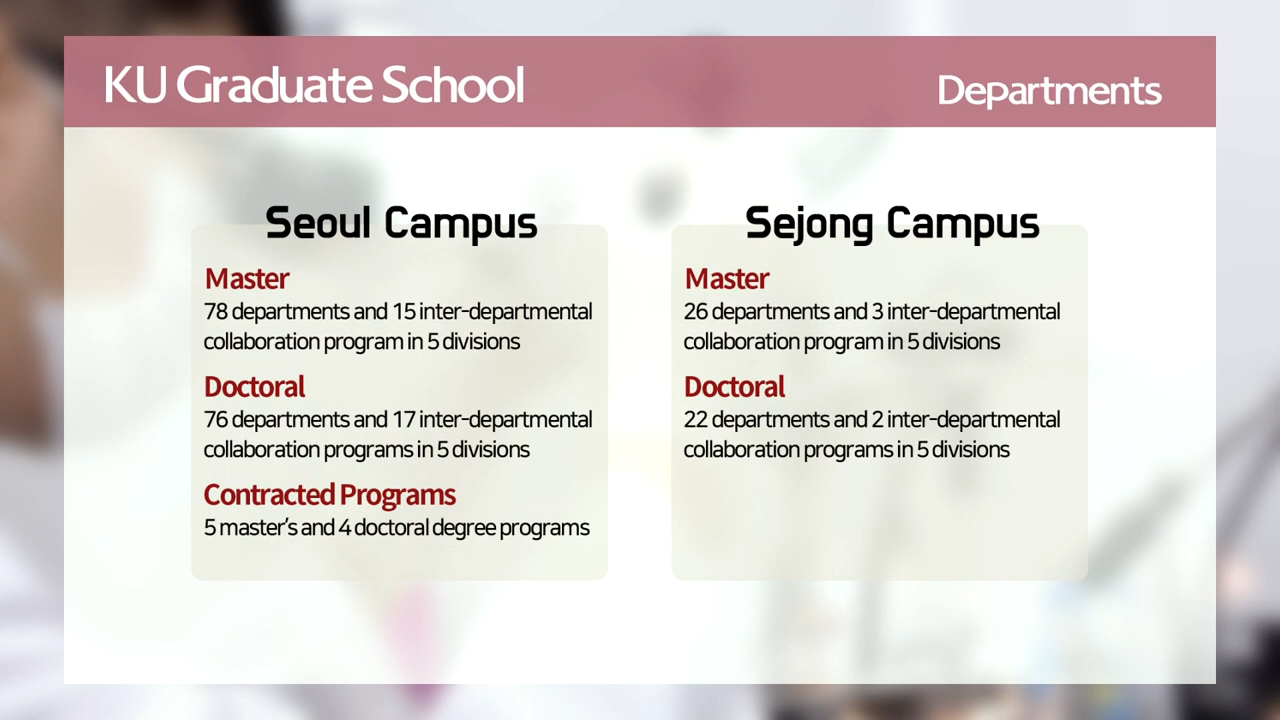 KU Graduate School
Departments
Seoul Campus
Master
78 departments and 15 inter-departmental
collaboration program in 5 divisions
Doctoral
76 departments and 17 inter-departmental
collaboration programs in 5 divisions
Contracted Programs
5 master's and 4 doctoral degree programs
Sejong Campus
Master
26 departments and 3 inter-departmental
collaboration program in 5 divisions
Doctoral
22 departments and 2 inter-departmental
collaboration programs in 5 divisions